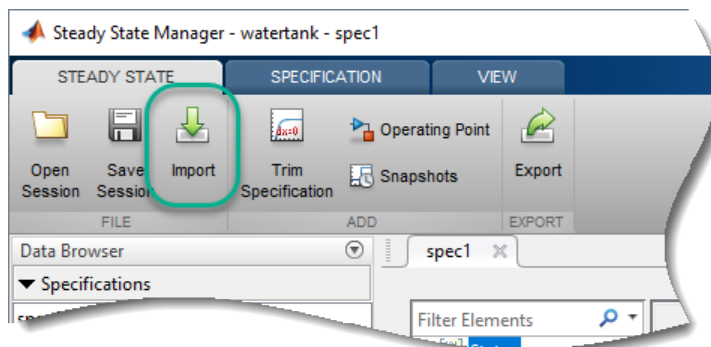 Steady State Manager - watertank - spec1
STEADY STATE
SPECIFICATION
VIEW
Open
Session
Save
Session
Import
Trim
Specification
Operating Point
Snapshots
Export
FILE
ADD
EXPORT
Data Browser
spec1
Specifications
Filter Elements